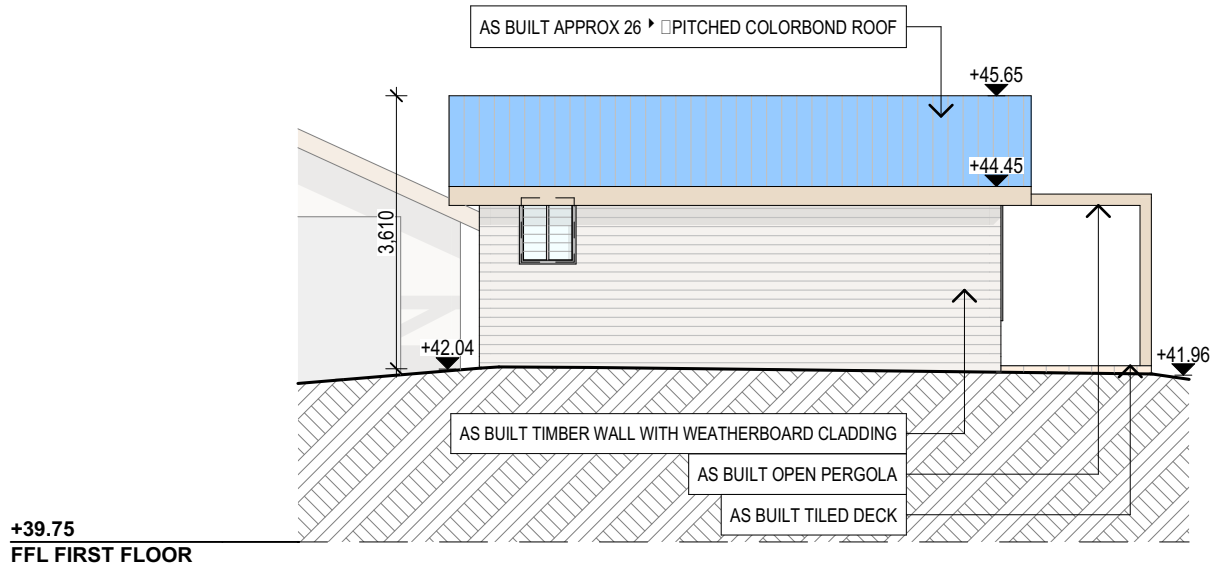 AS BUILT APPROX 26 ‣ □PITCHED COLORBOND ROOF
+45.65
+44.45
3,610
+42.04
+41.96
AS BUILT TIMBER WALL WITH WEATHERBOARD CLADDING
AS BUILT OPEN PERGOLA
AS BUILT TILED DECK
+39.75
FFL FIRST FLOOR